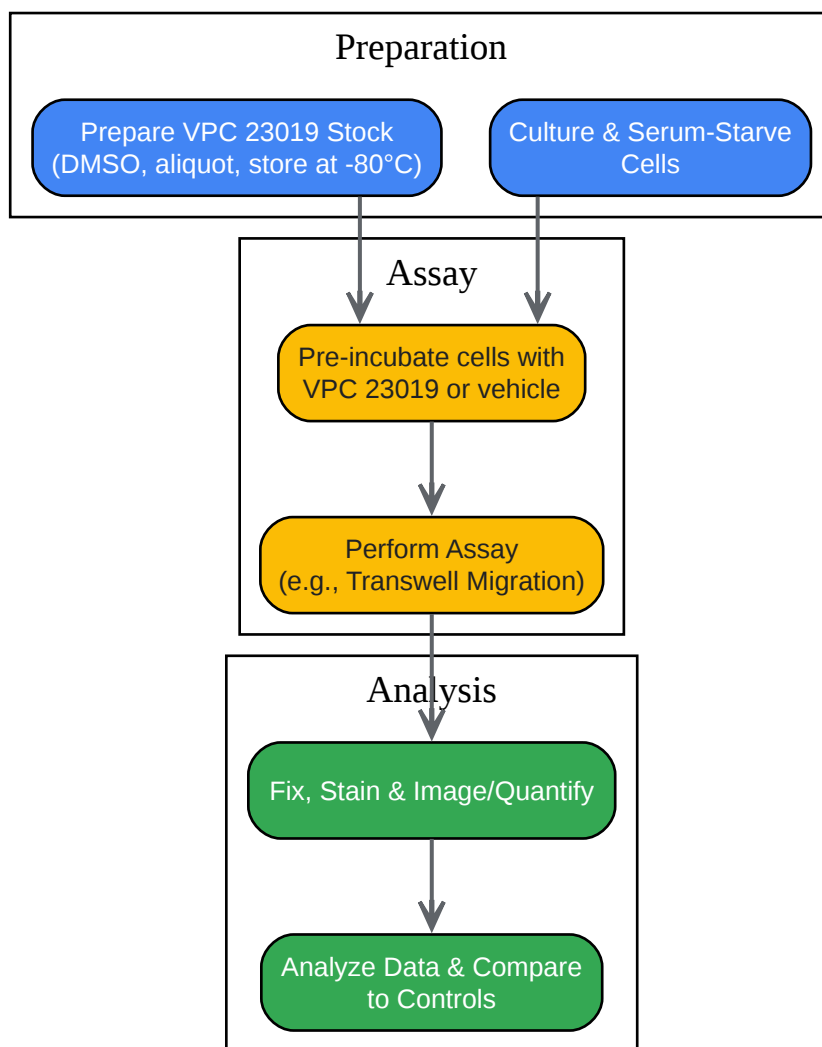 Preparation
Prepare VPC 23019 Stock
(DMSO, aliquot, store at -80°C)
Culture & Serum-Starve
Cells
Assay
Pre-incubate cells with
VPC 23019 or vehicle
Perform Assay
(e.g., Transwell Migration)
Analysis
Fix, Stain & Image/Quantify
Analyze Data & Compare
to Controls